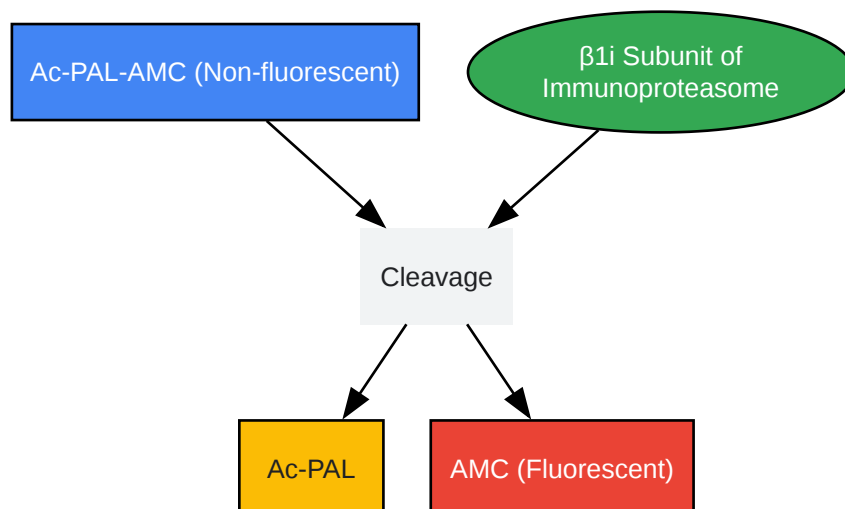 Ac-PAL-AMC (Non-fluorescent)
β1i Subunit of
Immunoproteasome
Cleavage
Ac-PAL
AMC (Fluorescent)